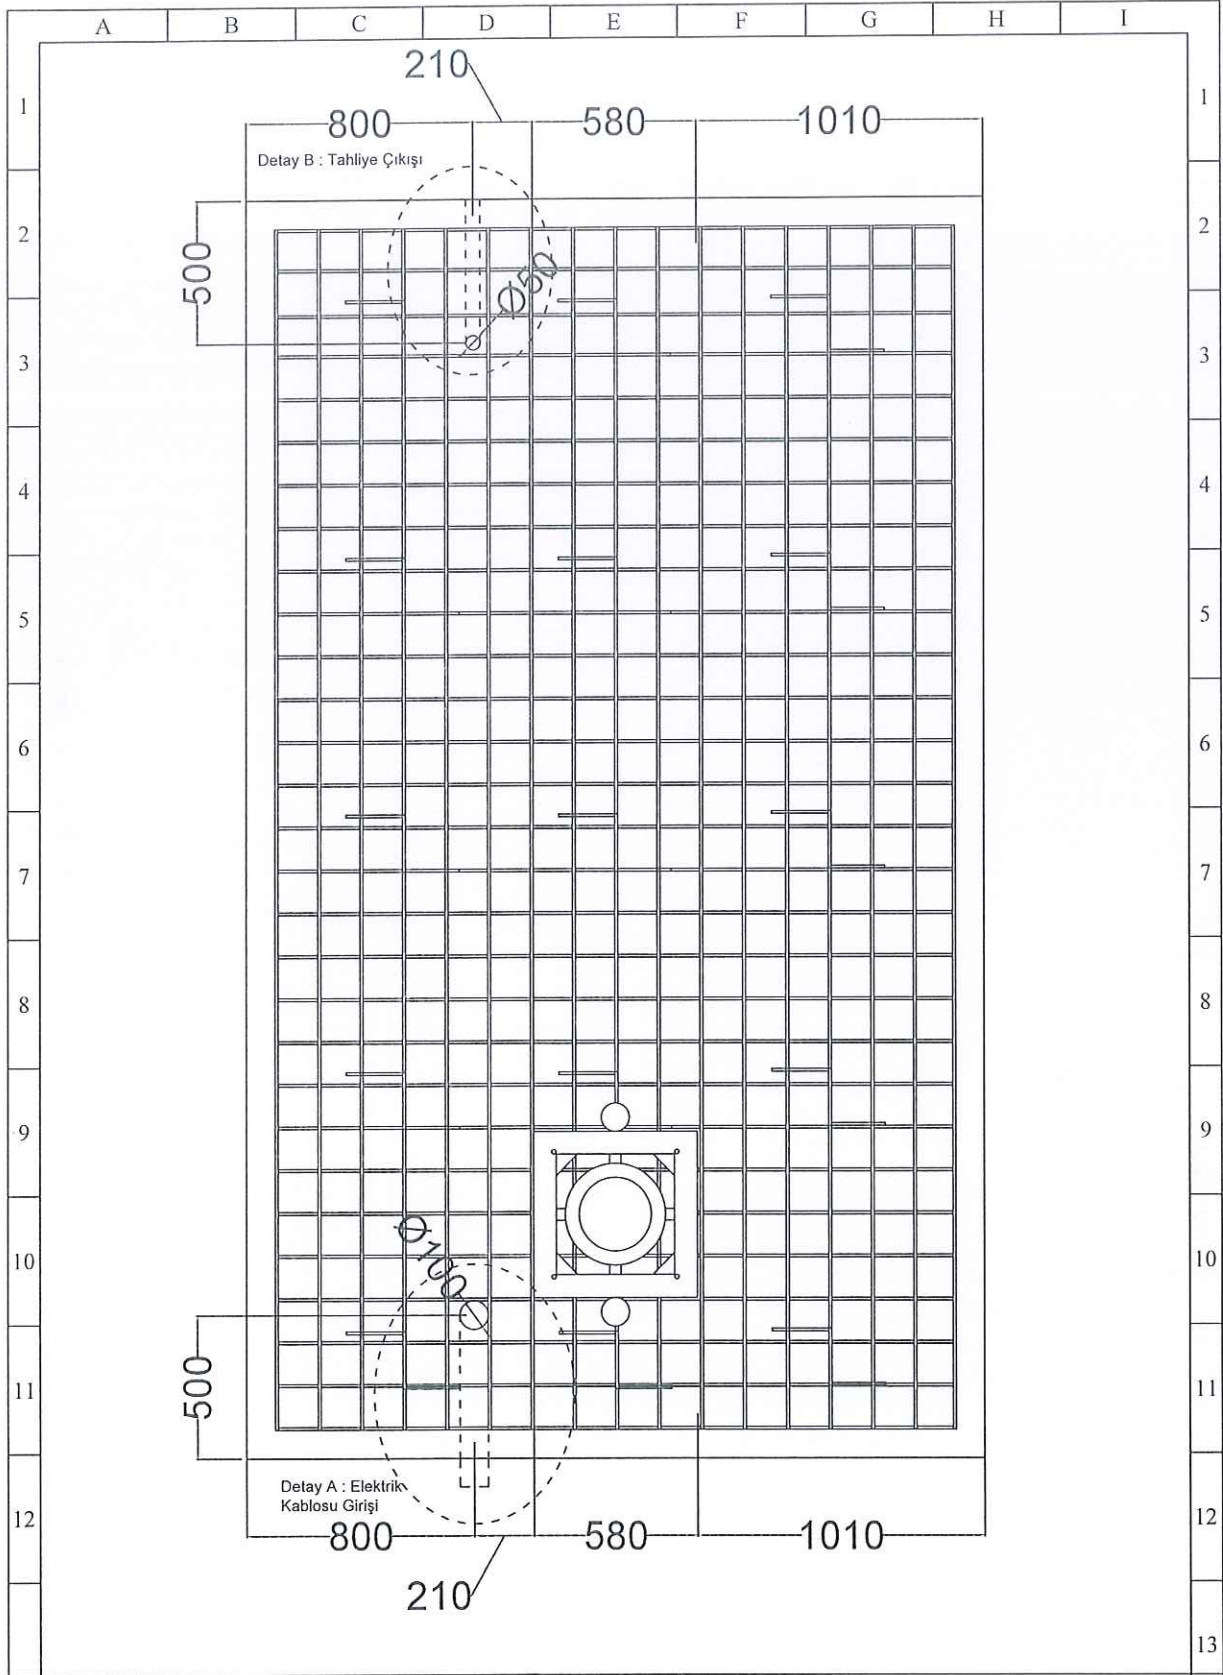 A B C D E F G H I
210
1 1
800 580 1010
Detay B : Tahliye Çıkışı
2 2
500
Ø50
3 3
4 4
5 5
6 6
7 7
8 8
9 9
Ø100
10 10
500
11 11
Detay A : Elektrik
Kablosu Girişi
12 12
800 580 1010
210
13